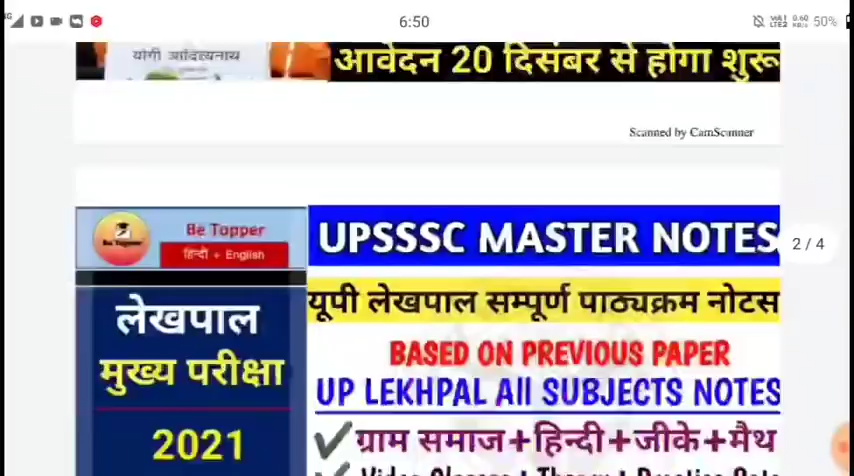 6:50
50%
योगी आदित्यनाथ
आवेदन 20 दिसंबर से होगा शुरू
Scanned by CamScanner
Be Topper
हिन्दी + English
UPSSSC MASTER NOTES
2 / 4
यूपी लेखपाल सम्पूर्ण पाठ्यक्रम नोटस
लेखपाल
मुख्य परीक्षा
2021
BASED ON PREVIOUS PAPER
UP LEKHPAL All SUBJECTS NOTES
✔ग्राम समाज+हिन्दी+जीके+मैथ